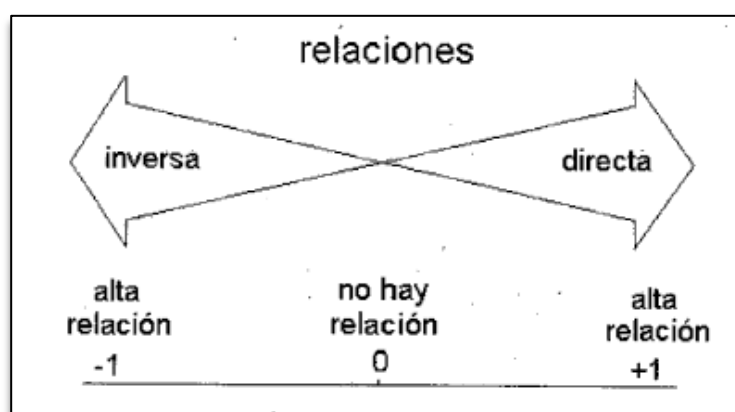 relaciones
inversa
directa
alta
relación
no hay
relación
alta
relación
-1
0
+1